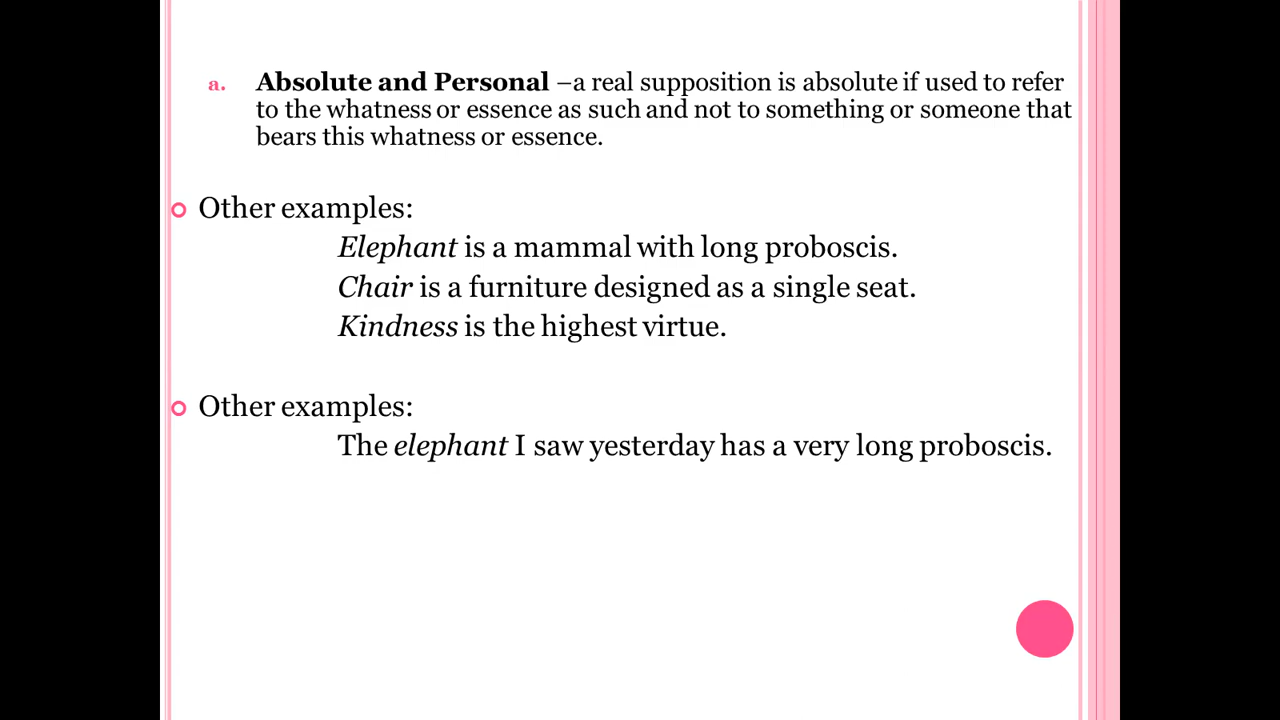 a. Absolute and Personal –a real supposition is absolute if used to refer
to the whatness or essence as such and not to something or someone that
bears this whatness or essence.
Other examples:
Elephant is a mammal with long proboscis.
Chair is a furniture designed as a single seat.
Kindness is the highest virtue.
Other examples:
The elephant I saw yesterday has a very long proboscis.